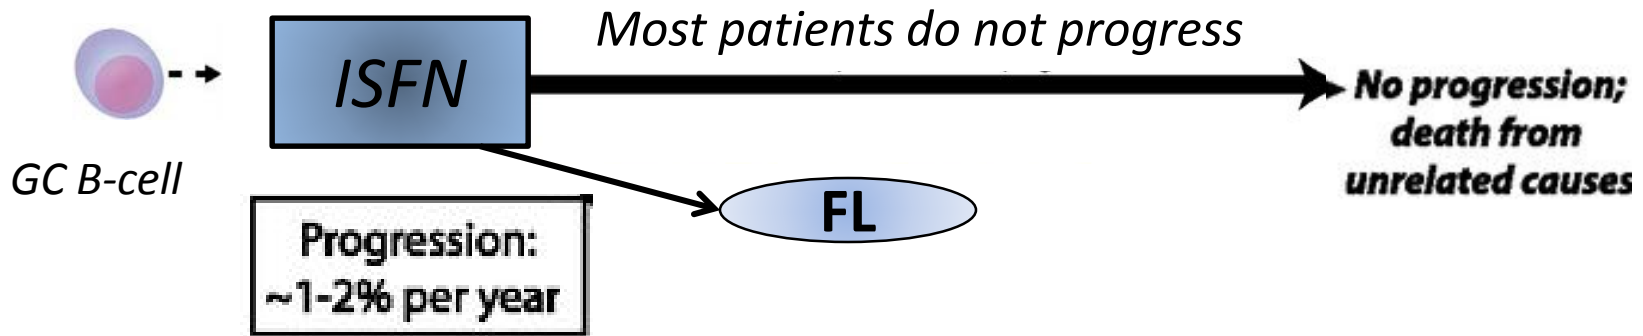 Most patients do not progress
ISFN
No progression;
death from
unrelated causes
GC B-cell
FL
Progression:
~1-2% per year